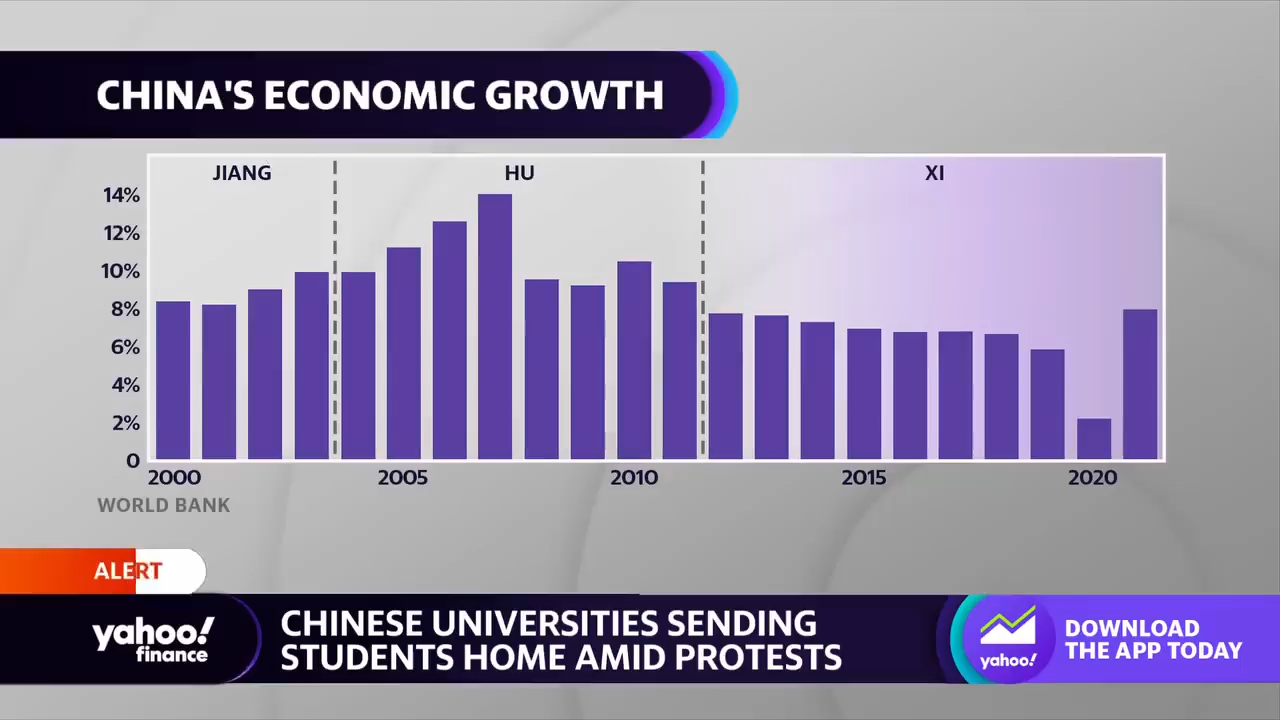 CHINA'S ECONOMIC GROWTH
JIANG
HU
XI
14%
12%
10%
8%
6%
4%
2%
0
2000
2005
2010
2015
2020
WORLD BANK
ALERT
yahoo!
finance
CHINESE UNIVERSITIES SENDING
STUDENTS HOME AMID PROTESTS
yahoo!
DOWNLOAD
THE APP TODAY